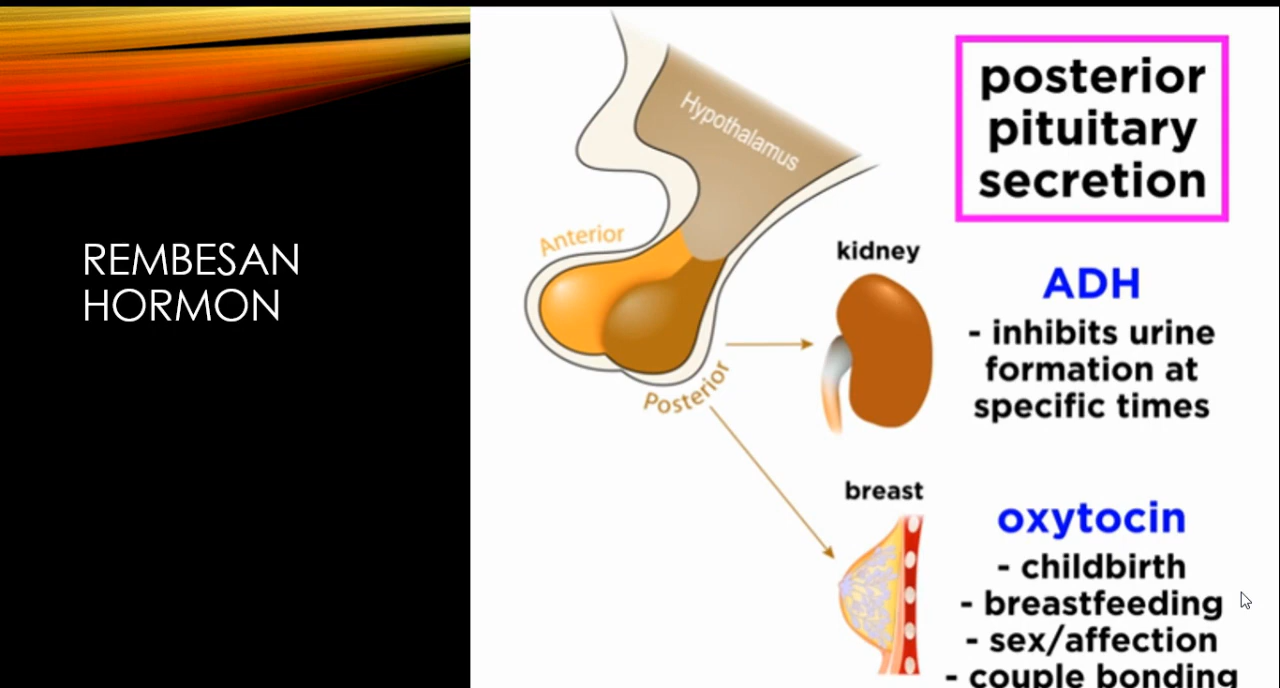 REMBESAN
HORMON
Hypothalamus
Anterior
Posterior
posterior
pituitary
secretion
kidney
ADH
- inhibits urine
formation at
specific times
breast
oxytocin
- childbirth
- breastfeeding
- sex/affection
- couple bonding